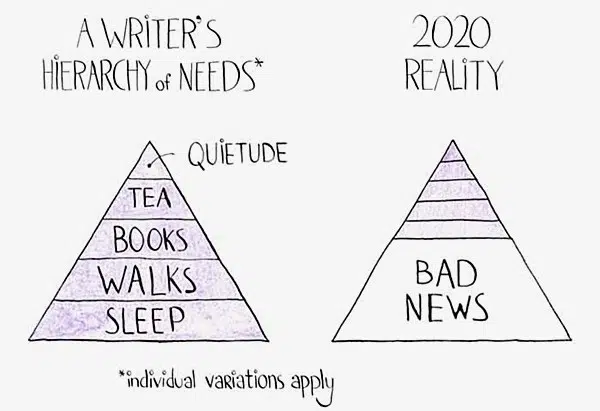 A WRITER'S
HIERARCHY of NEEDS*
QUIETUDE
TEA
BOOKS
WALKS
SLEEP
2020
REALITY
BAD
NEWS
*individual variations apply